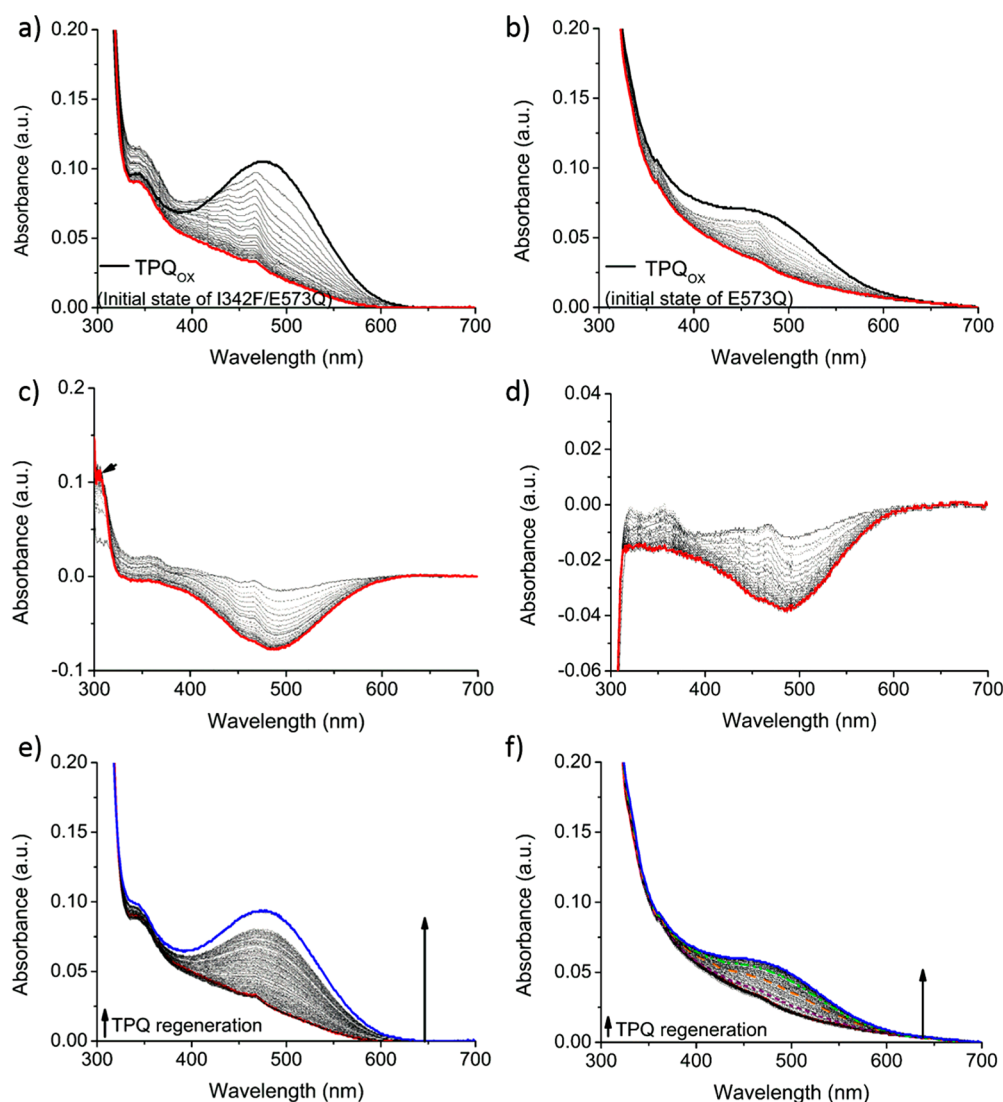 a)
0.20
0.15
0.10
0.05
0.00
Absorbance (a.u.)
TPQOX
(Initial state of I342F/E573Q)
300 400 500 600 700
Wavelength (nm)
b)
0.20
0.15
0.10
0.05
0.00
Absorbance (a.u.)
TPQOX
(initial state of E573Q)
300 400 500 600 700
Wavelength (nm)
c)
0.2
0.1
0.0
-0.1
Absorbance (a.u.)
300 400 500 600 700
Wavelength (nm)
d)
0.04
0.02
0.00
-0.02
-0.04
-0.06
Absorbance (a.u.)
300 400 500 600 700
Wavelength (nm)
e)
0.20
0.15
0.10
0.05
0.00
Absorbance (a.u.)
TPQ regeneration
300 400 500 600 700
Wavelength (nm)
f)
0.20
0.15
0.10
0.05
0.00
Absorbance (a.u.)
TPQ regeneration
300 400 500 600 700
Wavelength (nm)